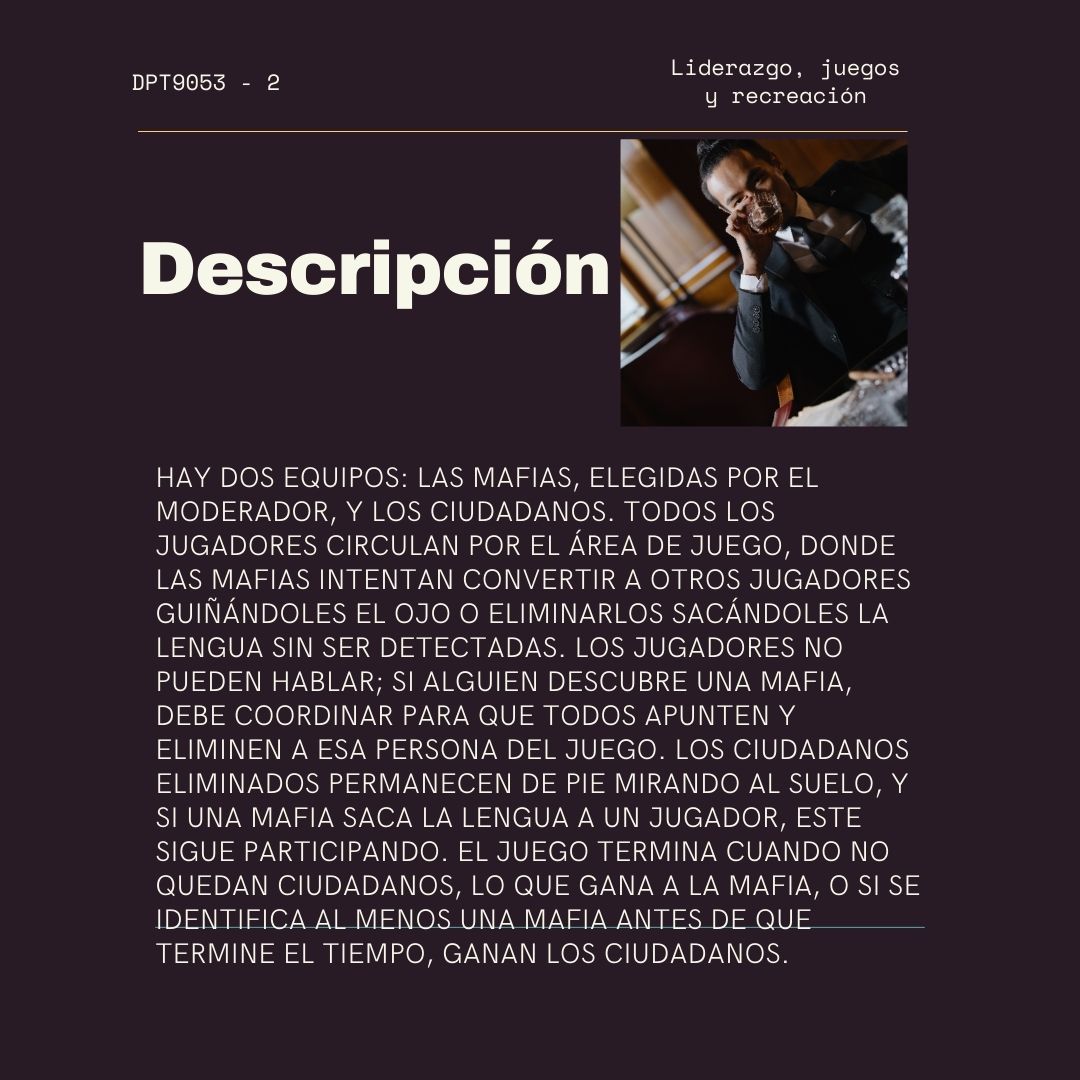 DPT9053 - 2
Liderazgo, juegos
y recreación
Descripción
HAY DOS EQUIPOS: LAS MAFIAS, ELEGIDAS POR EL
MODERADOR, Y LOS CIUDADANOS. TODOS LOS
JUGADORES CIRCULAN POR EL ÁREA DE JUEGO, DONDE
LAS MAFIAS INTENTAN CONVERTIR A OTROS JUGADORES
GUIÑÁNDOLES EL OJO O ELIMINARLOS SACÁNDOLES LA
LENGUA SIN SER DETECTADAS. LOS JUGADORES NO
PUEDEN HABLAR; SI ALGUIEN DESCUBRE UNA MAFIA,
DEBE COORDINAR PARA QUE TODOS APUNTEN Y
ELIMINEN A ESA PERSONA DEL JUEGO. LOS CIUDADANOS
ELIMINADOS PERMANECEN DE PIE MIRANDO AL SUELO, Y
SI UNA MAFIA SACA LA LENGUA A UN JUGADOR, ESTE
SIGUE PARTICIPANDO. EL JUEGO TERMINA CUANDO NO
QUEDAN CIUDADANOS, LO QUE GANA A LA MAFIA, O SI SE
IDENTIFICA AL MENOS UNA MAFIA ANTES DE QUE
TERMINE EL TIEMPO, GANAN LOS CIUDADANOS.